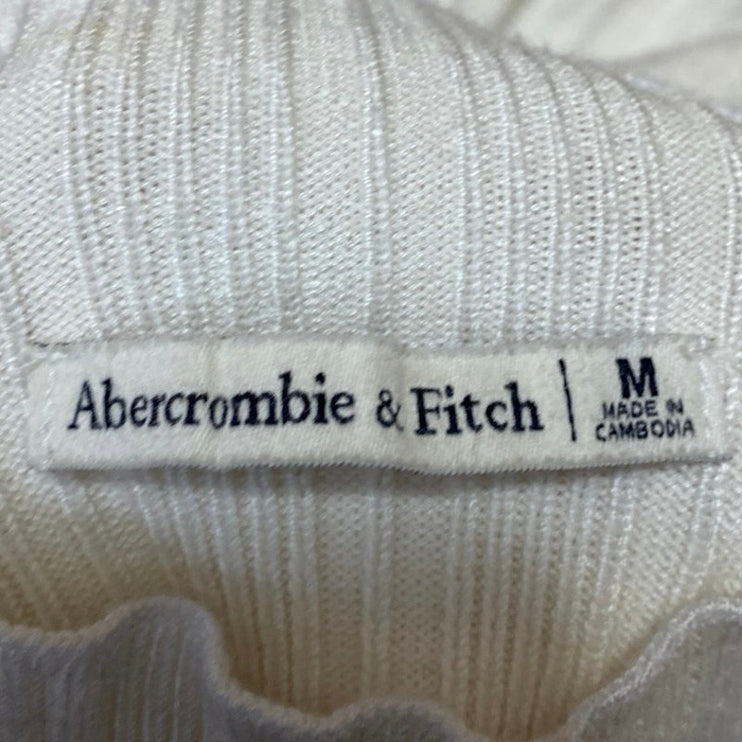 Abercrombie & Fitch | M
MADE IN
CAMBODIA